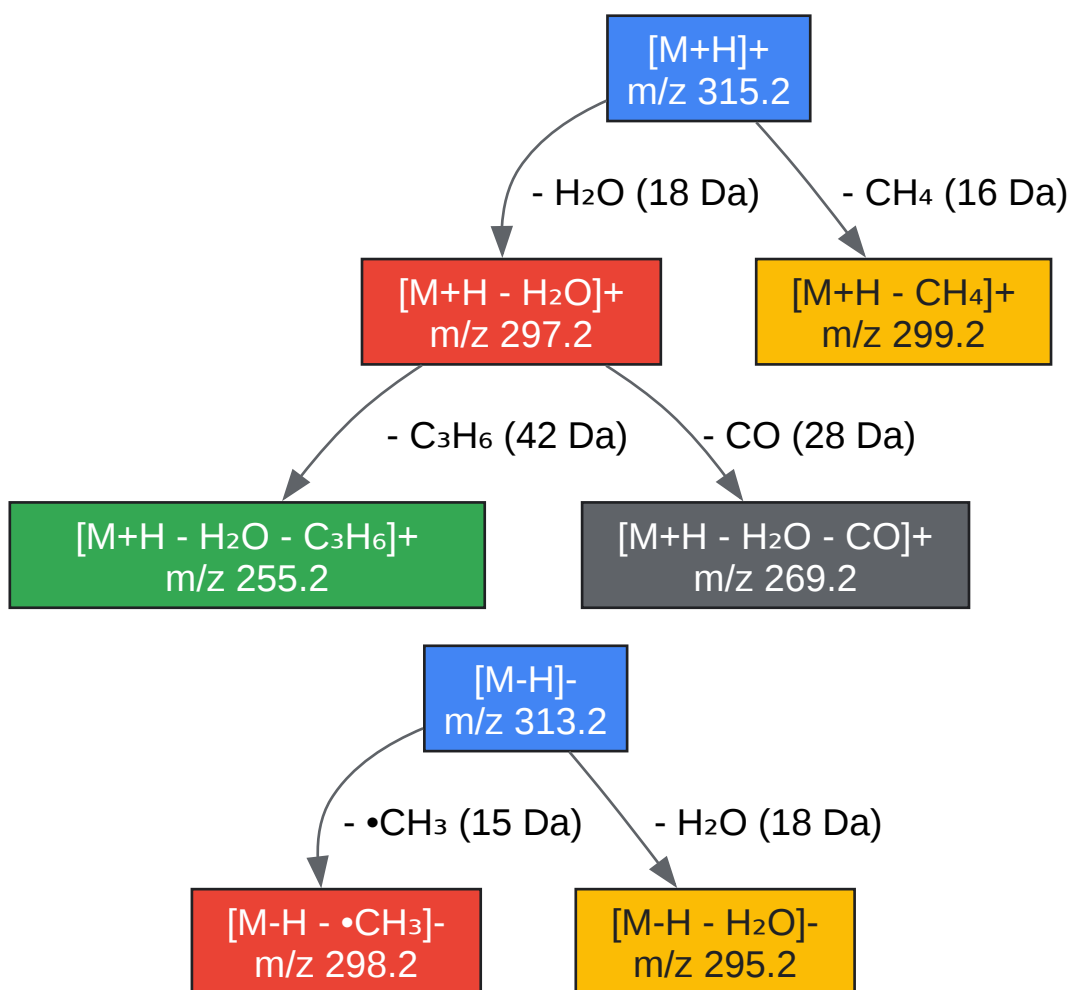 [M+H]+
m/z 315.2
- H₂O (18 Da)
- CH₄ (16 Da)
[M+H - H₂O]+
m/z 297.2
[M+H - CH₄]+
m/z 299.2
- C₃H₆ (42 Da)
- CO (28 Da)
[M+H - H₂O - C₃H₆]+
m/z 255.2
[M+H - H₂O - CO]+
m/z 269.2
[M-H]-
m/z 313.2
- •CH₃ (15 Da)
- H₂O (18 Da)
[M-H - •CH₃]-
m/z 298.2
[M-H - H₂O]-
m/z 295.2